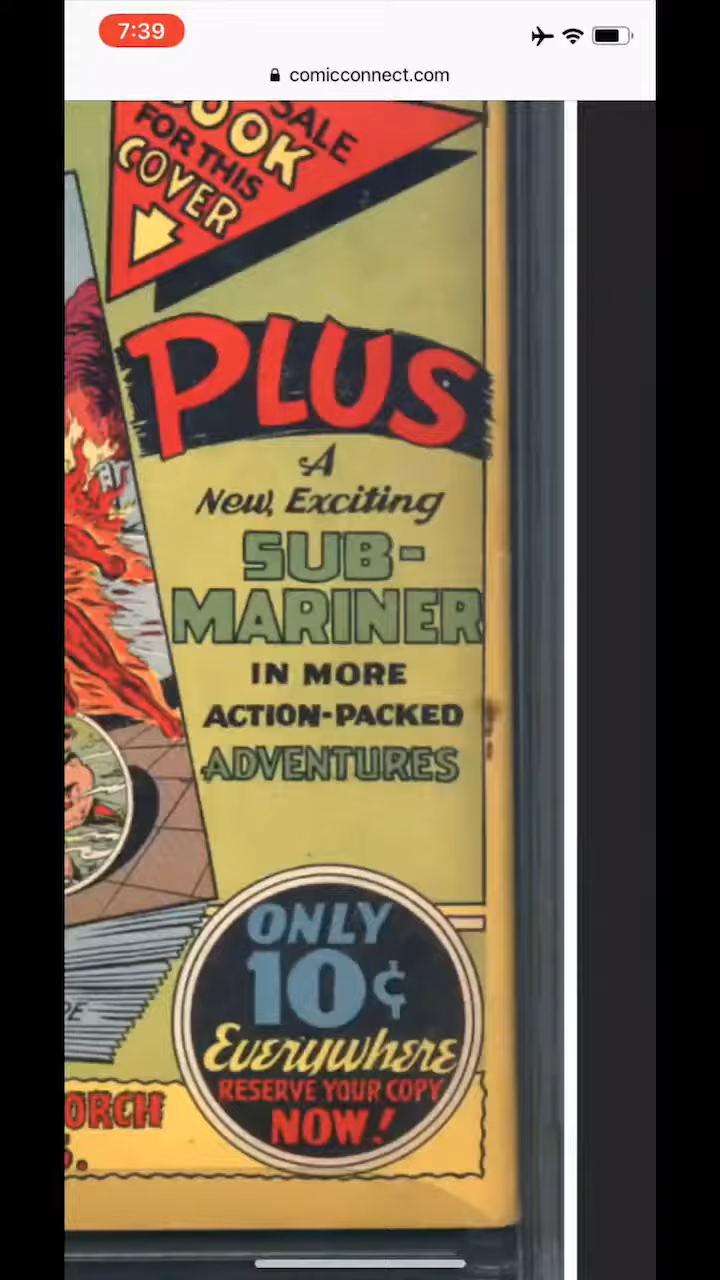 7:39
comicconnect.com
SALE
BOOK
FOR THIS
COVER
PLUS
A
New, Exciting
SUB-
MARINER
IN MORE
ACTION-PACKED
ADVENTURES
ONLY
10¢
Everywhere
RESERVE YOUR COPY
NOW!
ORCH